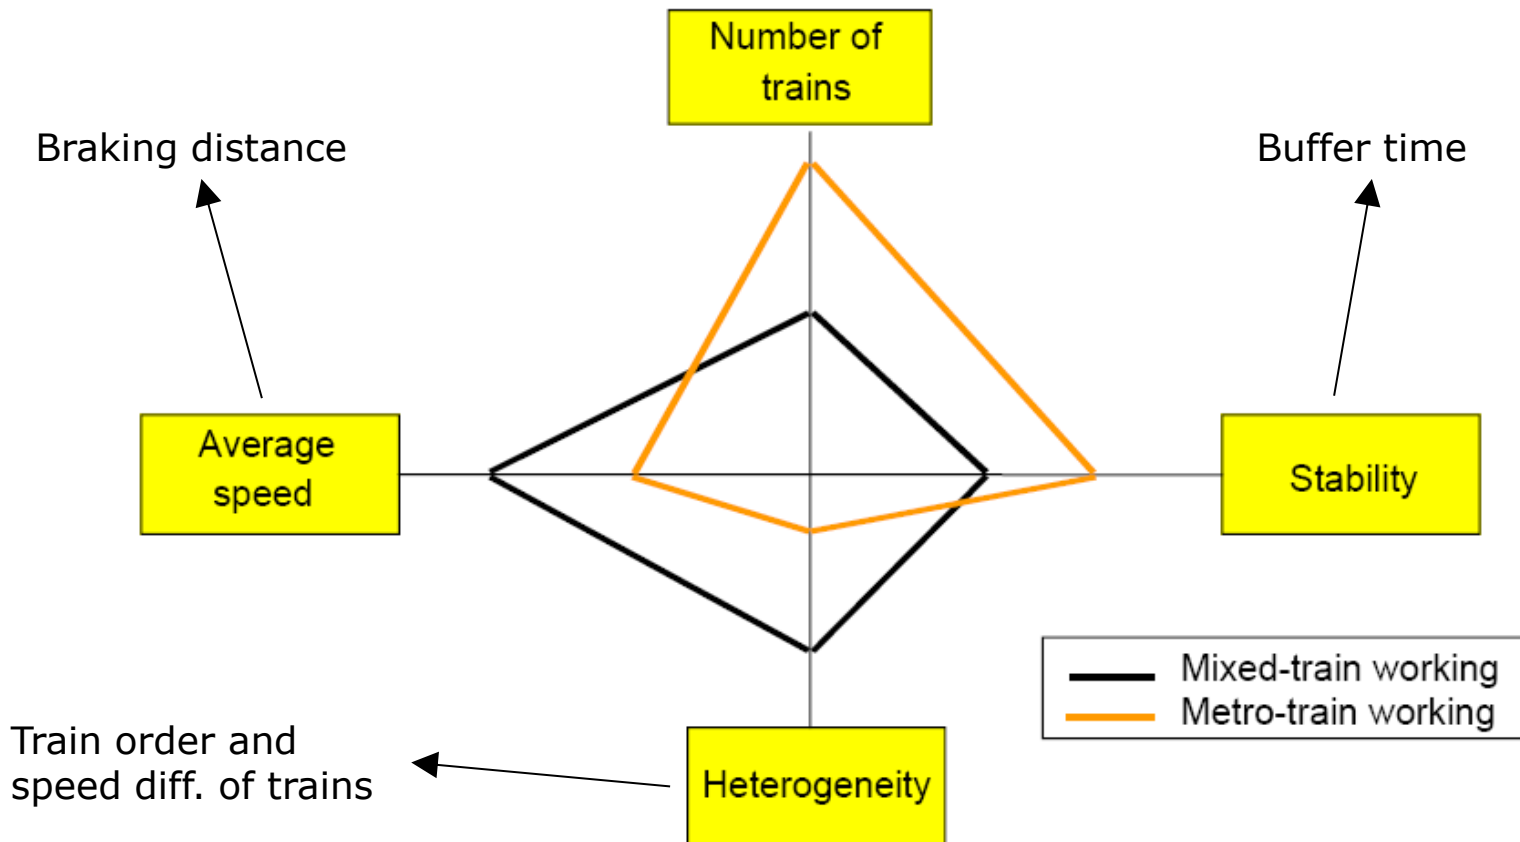 Number of
trains
Braking distance
Buffer time
Average
speed
Stability
Mixed-train working
Metro-train working
Train order and
speed diff. of trains
Heterogeneity